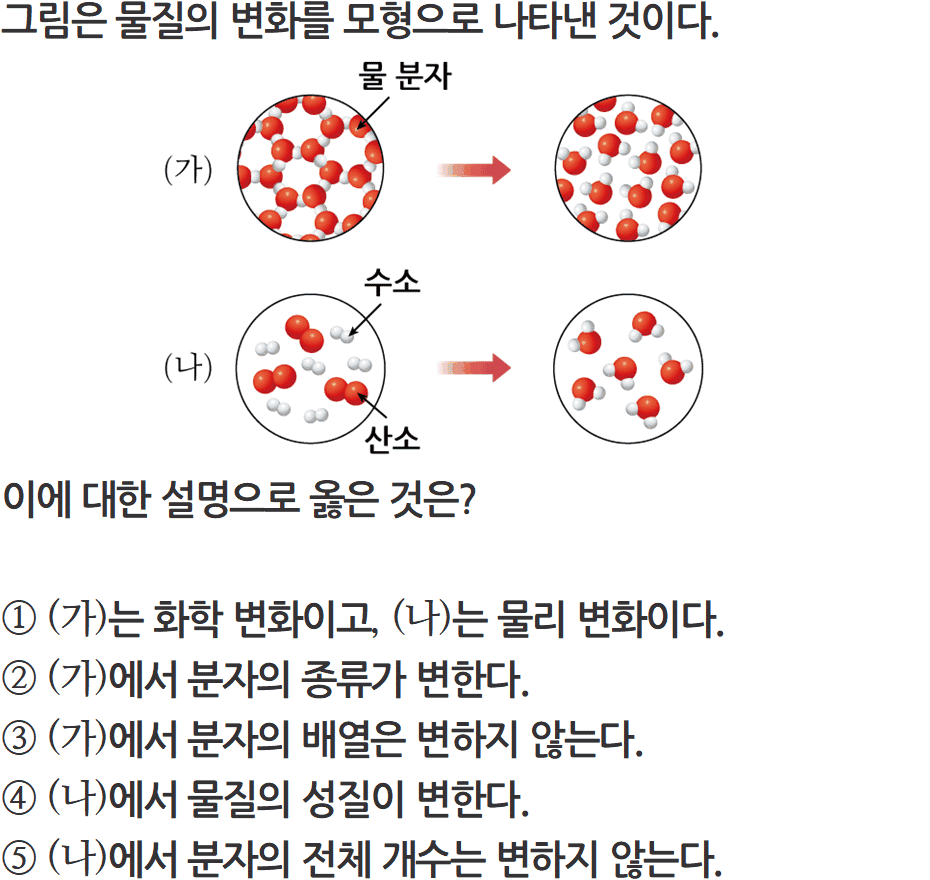 그림은 물질의 변화를 모형으로 나타낸 것이다.
물 분자
(가)
수소
(나)
산소
이에 대한 설명으로 옳은 것은?
① (가)는 화학 변화이고, (나)는 물리 변화이다.
② (가)에서 분자의 종류가 변한다.
③ (가)에서 분자의 배열은 변하지 않는다.
④ (나)에서 물질의 성질이 변한다.
⑤ (나)에서 분자의 전체 개수는 변하지 않는다.